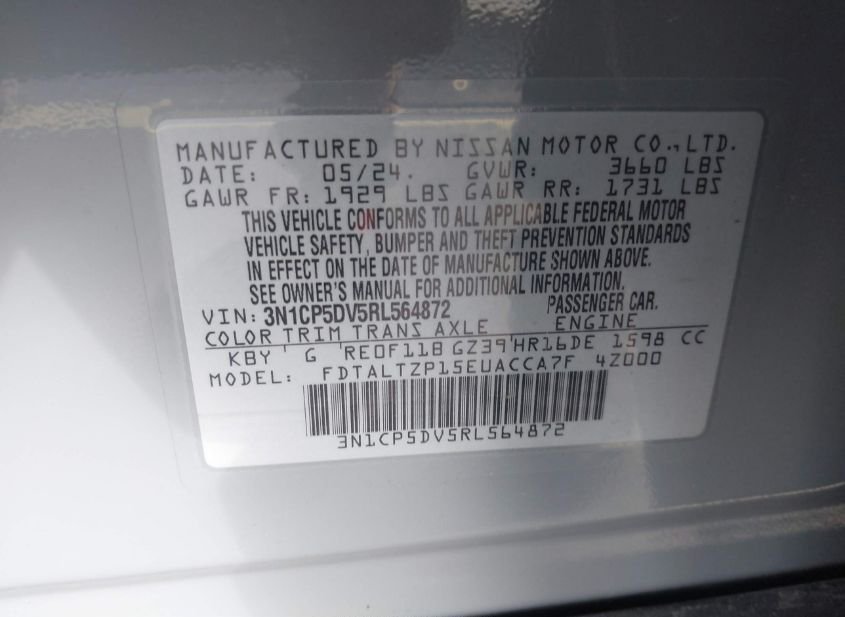 MANUFACTURED BY NISSAN MOTOR CO.,LTD.
DATE: 05/24. GVWR: 3660 LBS
GAWR FR: 1929 LBS GAWR RR: 1731 LBS
THIS VEHICLE CONFORMS TO ALL APPLICABLE FEDERAL MOTOR
VEHICLE SAFETY, BUMPER AND THEFT PREVENTION STANDARDS
IN EFFECT ON THE DATE OF MANUFACTURE SHOWN ABOVE.
SEE OWNER'S MANUAL FOR ADDITIONAL INFORMATION.
VIN: 3N1CP5DV5RL564872 PASSENGER CAR.
COLOR TRIM TRANS AXLE ENGINE
KBY ' G ' RE0F11B GZ39 ' HR16DE 1598 CC
MODEL: FDTALTZP15EUACCA7F 4Z000
3N1CP5DV5RL564872